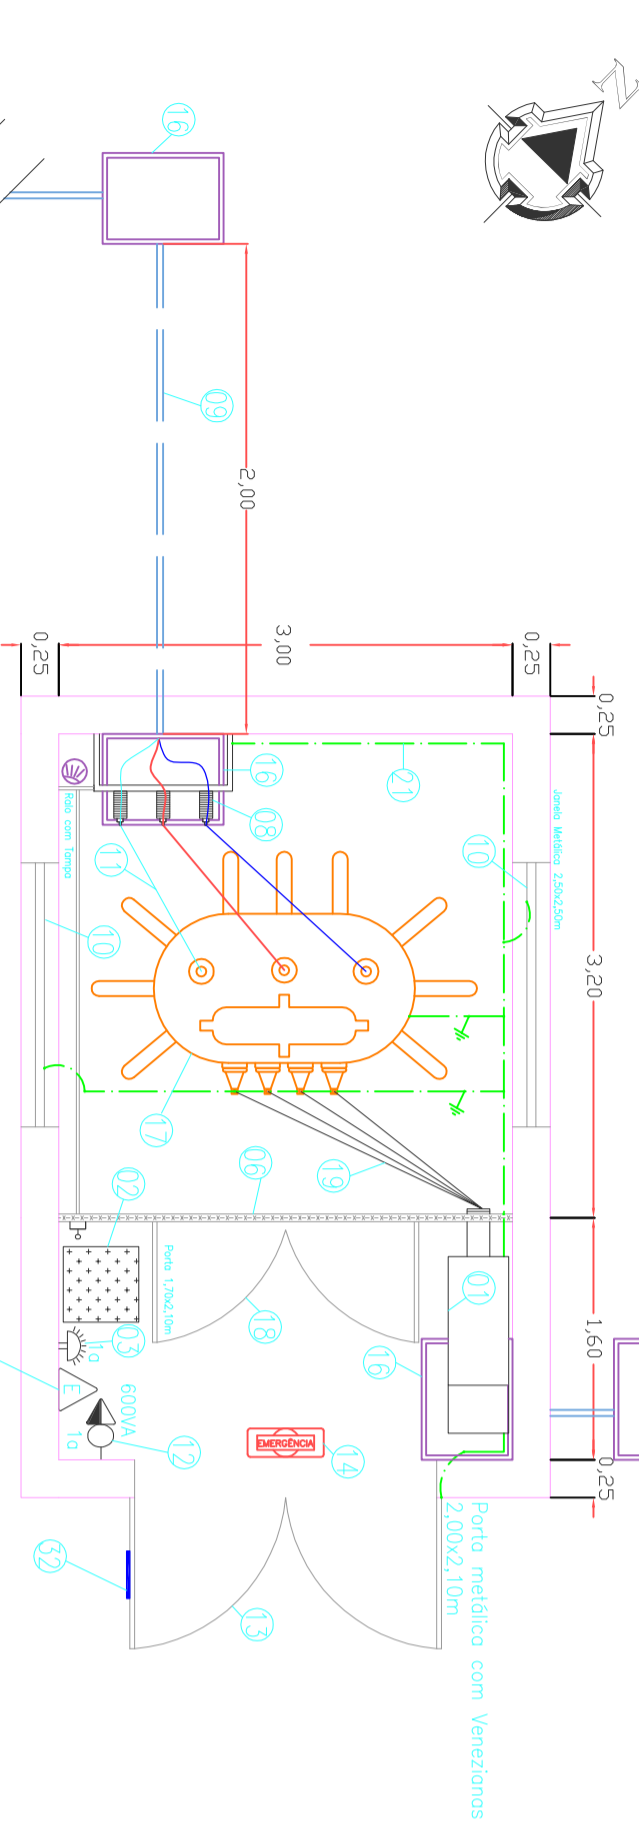 N
16
09
2,00
0,25
3,00
0,25
0,25
3,20
1,60
0,25
Janela Metálica 2,50x2,50m
21
10
16
08
11
Ralo com Tampa
10
17
19
06
02
Porta 1,70x2,10m
18
01
16
03
1a
E
600VA
1a
12
EMERGÊNCIA
14
32
13
Porta metálica com Venezianas
2,00x2,10m